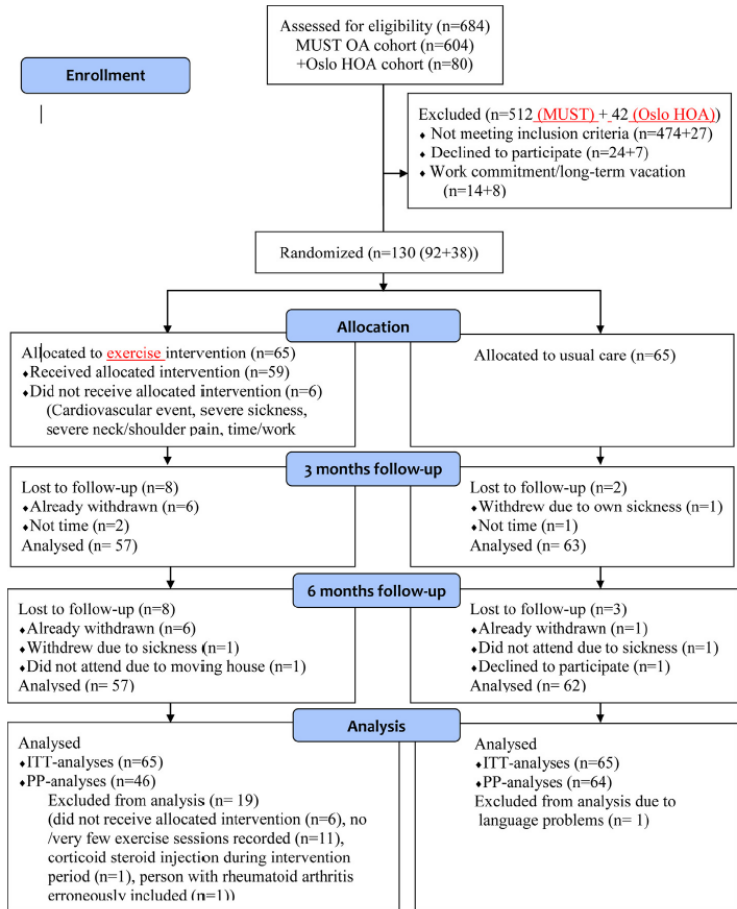 Assessed for eligibility (n=684)
MUST OA cohort (n=604)
+Oslo HOA cohort (n=80)
Enrollment
Excluded (n=512 (MUST) + 42 (Oslo HOA))
♦ Not meeting inclusion criteria (n=474+27)
♦ Declined to participate (n=24+7)
♦ Work commitment/long-term vacation
(n=14+8)
Randomized (n=130 (92+38))
Allocation
Allocated to exercise intervention (n=65)
♦Received allocated intervention (n=59)
♦Did not receive allocated intervention (n=6)
(Cardiovascular event, severe sickness,
severe neck/shoulder pain, time/work
Allocated to usual care (n=65)
3 months follow-up
Lost to follow-up (n=8)
♦Already withdrawn (n=6)
♦Not time (n=2)
Analysed (n= 57)
Lost to follow-up (n=2)
♦Withdrew due to own sickness (n=1)
♦Not time (n=1)
Analysed (n= 63)
6 months follow-up
Lost to follow-up (n=8)
♦Already withdrawn (n=6)
♦Withdrew due to sickness (n=1)
♦Did not attend due to moving house (n=1)
Analysed (n= 57)
Lost to follow-up (n=3)
♦Already withdrawn (n=1)
♦Did not attend due to sickness (n=1)
♦Declined to participate (n=1)
Analysed (n= 62)
Analysis
Analysed
♦ITT-analyses (n=65)
♦PP-analyses (n=46)
Excluded from analysis (n= 19)
(did not receive allocated intervention (n=6), no
/very few exercise sessions recorded (n=11),
corticoid steroid injection during intervention
period (n=1), person with rheumatoid arthritis
erroneously included (n=1))
Analysed
♦ITT-analyses (n=65)
♦PP-analyses (n=64)
Excluded from analysis due to
language problems (n= 1)